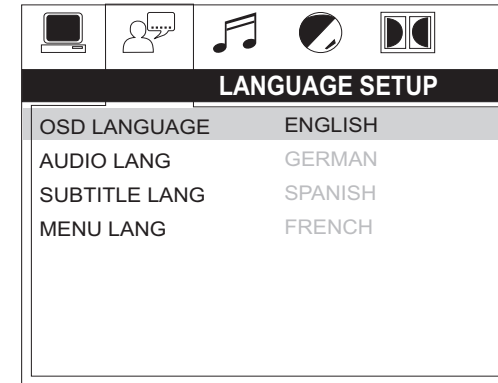 LANGUAGE SETUP
OSD LANGUAGE ENGLISH
AUDIO LANG GERMAN
SUBTITLE LANG SPANISH
MENU LANG FRENCH